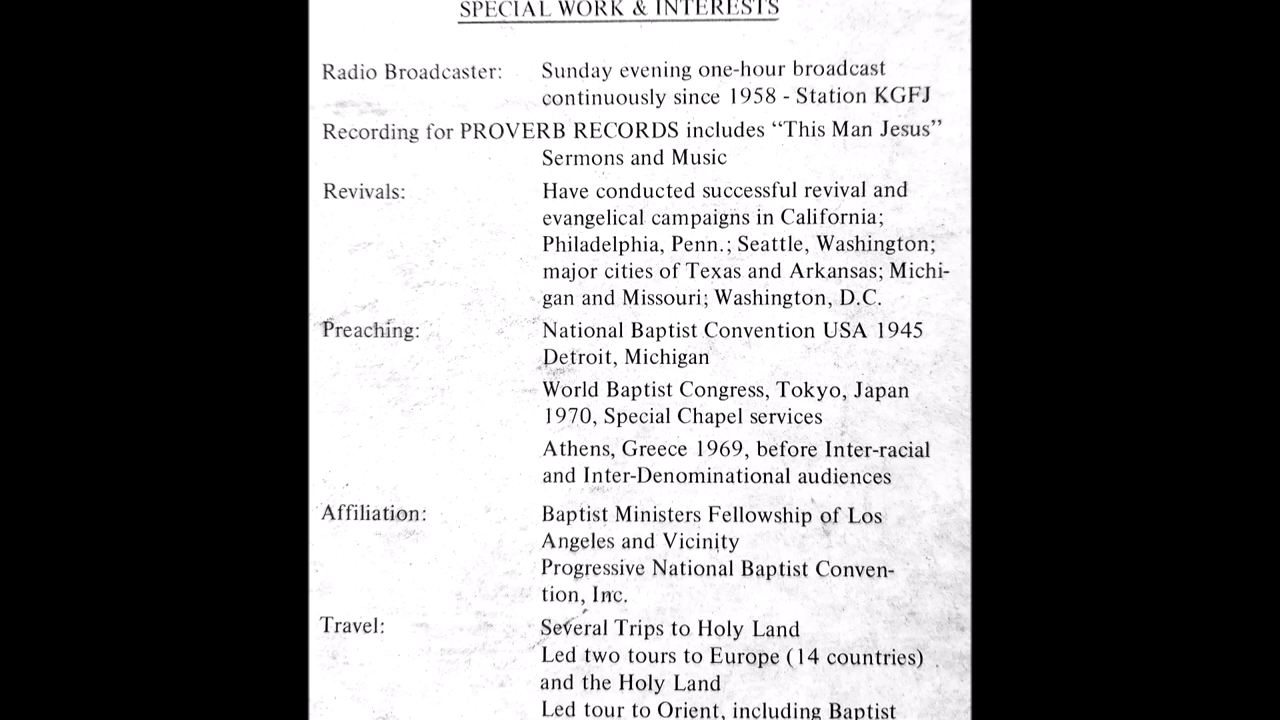 SPECIAL WORK & INTERESTS
Radio Broadcaster: Sunday evening one-hour broadcast
continuously since 1958 - Station KGFJ
Recording for PROVERB RECORDS includes “This Man Jesus”
Sermons and Music
Revivals: Have conducted successful revival and
evangelical campaigns in California;
Philadelphia, Penn.; Seattle, Washington;
major cities of Texas and Arkansas; Michi-
gan and Missouri; Washington, D.C.
Preaching: National Baptist Convention USA 1945
Detroit, Michigan
World Baptist Congress, Tokyo, Japan
1970, Special Chapel services
Athens, Greece 1969, before Inter-racial
and Inter-Denominational audiences
Affiliation: Baptist Ministers Fellowship of Los
Angeles and Vicinity
Progressive National Baptist Conven-
tion, Inc.
Travel: Several Trips to Holy Land
Led two tours to Europe (14 countries)
and the Holy Land
Led tour to Orient, including Baptist